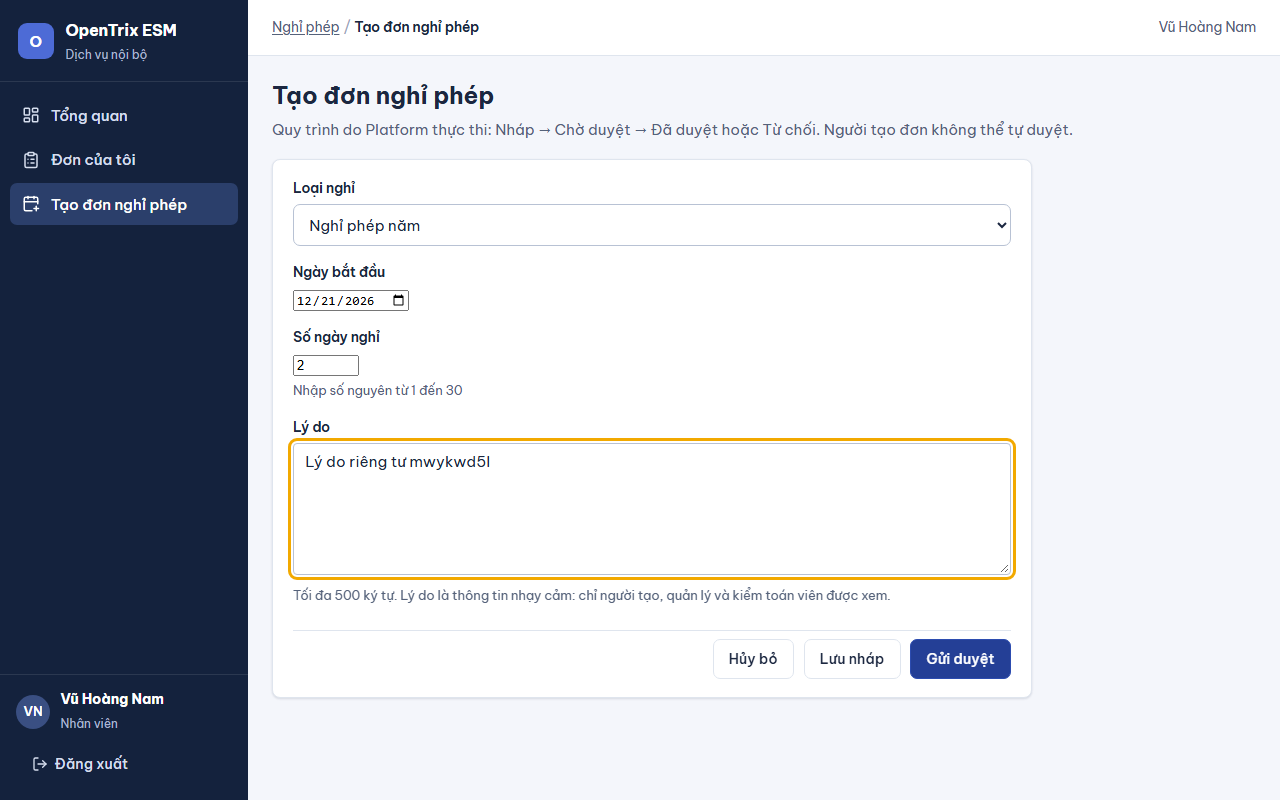 O
OpenTrix ESM
Dịch vụ nội bộ
Tổng quan
Đơn của tôi
Tạo đơn nghỉ phép
VN
Vũ Hoàng Nam
Nhân viên
Đăng xuất
Nghỉ phép / Tạo đơn nghỉ phép
Vũ Hoàng Nam
Tạo đơn nghỉ phép
Quy trình do Platform thực thi: Nháp → Chờ duyệt → Đã duyệt hoặc Từ chối. Người tạo đơn không thể tự duyệt.
Loại nghỉ
Nghỉ phép năm
Ngày bắt đầu
12/21/2026
Số ngày nghỉ
2
Nhập số nguyên từ 1 đến 30
Lý do
Lý do riêng tư mwykwd5l
Tối đa 500 ký tự. Lý do là thông tin nhạy cảm: chỉ người tạo, quản lý và kiểm toán viên được xem.
Hủy bỏ
Lưu nháp
Gửi duyệt